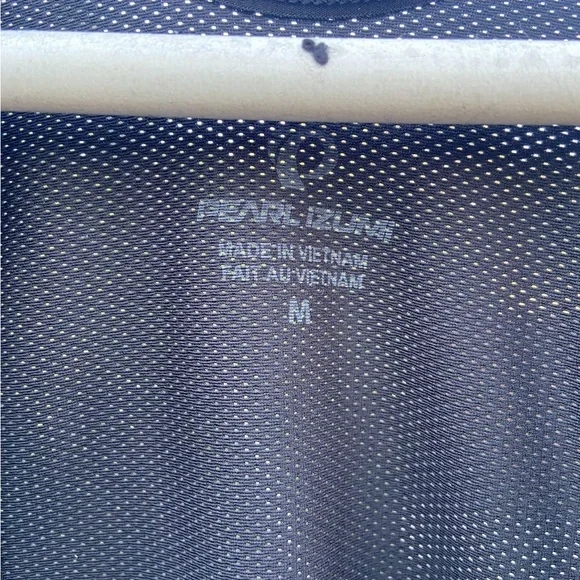 PEARL IZUMI
MADE IN VIETNAM
FAIT AU VIETNAM
M